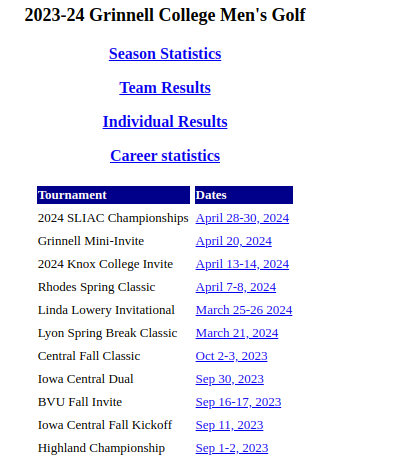 2023-24 Grinnell College Men's Golf
Season Statistics
Team Results
Individual Results
Career statistics
Tournament Dates
2024 SLIAC Championships April 28-30, 2024
Grinnell Mini-Invite April 20, 2024
2024 Knox College Invite April 13-14, 2024
Rhodes Spring Classic April 7-8, 2024
Linda Lowery Invitational March 25-26 2024
Lyon Spring Break Classic March 21, 2024
Central Fall Classic Oct 2-3, 2023
Iowa Central Dual Sep 30, 2023
BVU Fall Invite Sep 16-17, 2023
Iowa Central Fall Kickoff Sep 11, 2023
Highland Championship Sep 1-2, 2023